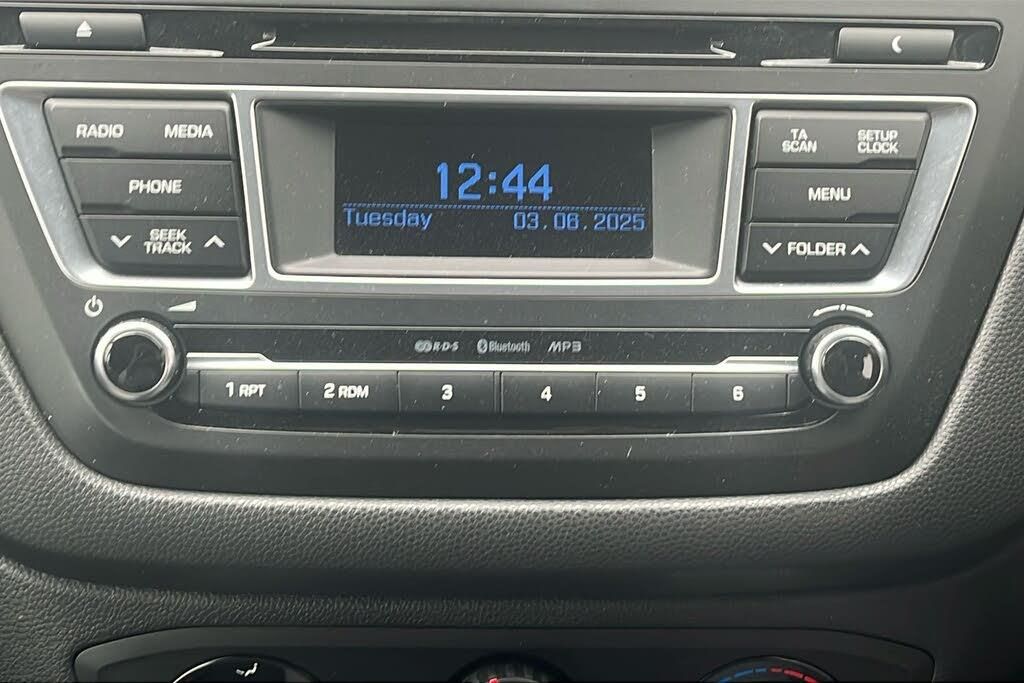 RADIO MEDIA
PHONE
SEEK
TRACK
12:44
Tuesday 03.06.2025
TA
SCAN
SETUP
CLOCK
MENU
FOLDER
R·D·S Bluetooth MP3
1 RPT 2 RDM 3 4 5 6